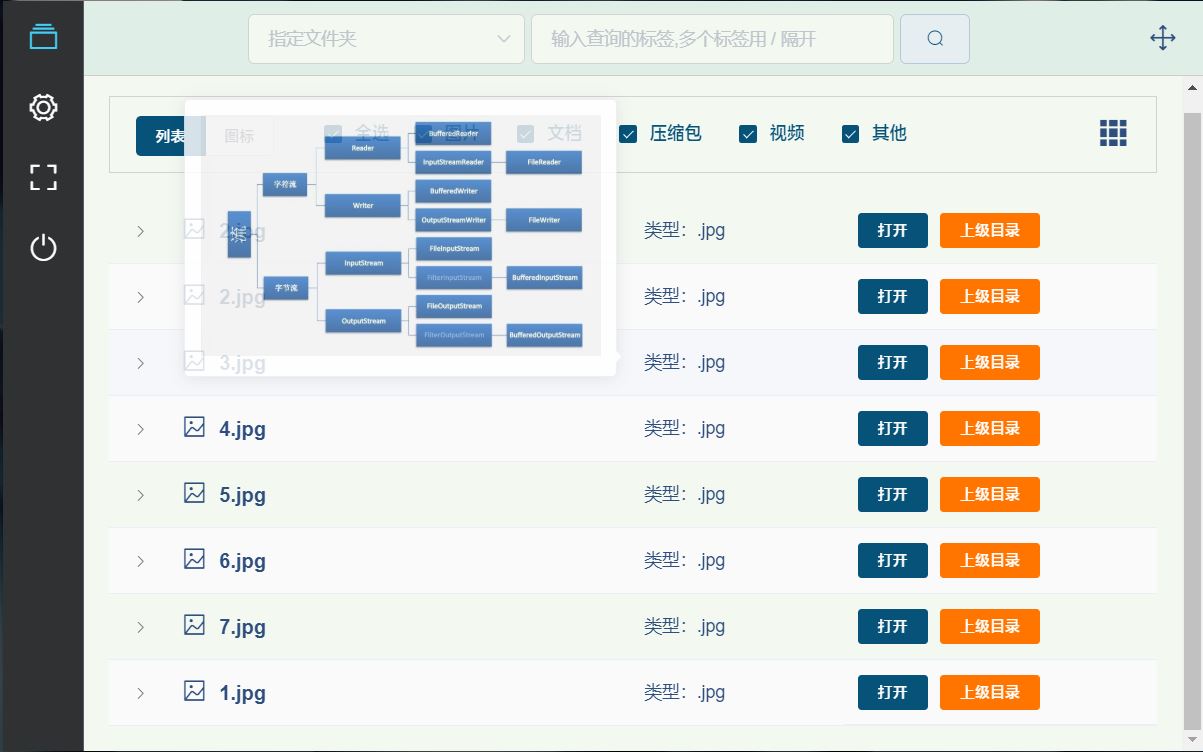 指定文件夹
输入查询的标签,多个标签用 / 隔开
列表 图标 全选 图片 文档 压缩包 视频 其他
BufferedReader
Reader
InputStreamReader FileReader
字符流
BufferedWriter
Writer
OutputStreamWriter FileWriter
流
FileInputStream
InputStream
FilterInputStream BufferedInputStream
字节流
FileOutputStream
OutputStream
FilterOutputStream BufferedOutputStream
类型：.jpg 打开 上级目录
2.jpg 类型：.jpg 打开 上级目录
3.jpg 类型：.jpg 打开 上级目录
4.jpg 类型：.jpg 打开 上级目录
5.jpg 类型：.jpg 打开 上级目录
6.jpg 类型：.jpg 打开 上级目录
7.jpg 类型：.jpg 打开 上级目录
1.jpg 类型：.jpg 打开 上级目录